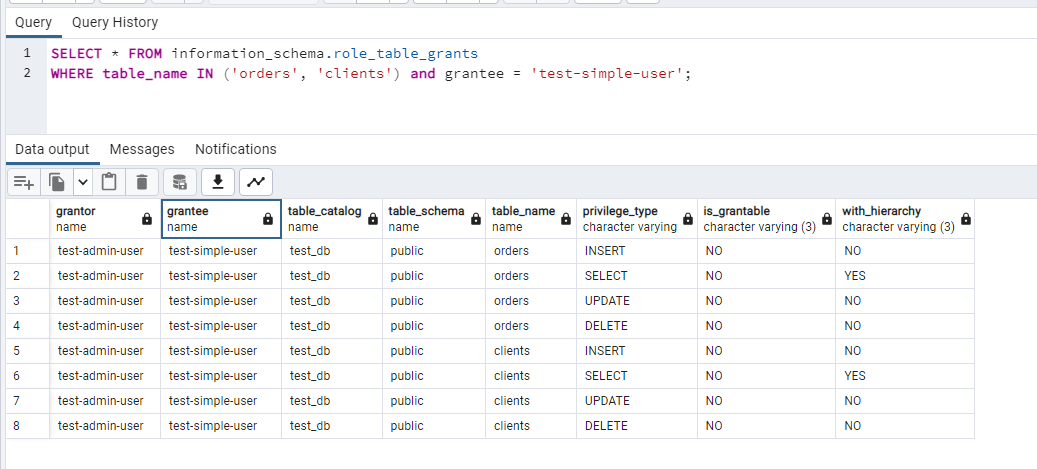 Query Query History
1 SELECT * FROM information_schema.role_table_grants
2 WHERE table_name IN ('orders', 'clients') and grantee = 'test-simple-user';
Data output Messages Notifications
grantor grantee table_catalog table_schema table_name privilege_type is_grantable with_hierarchy
name name name name name character varying character varying (3) character varying (3)
1 test-admin-user test-simple-user test_db public orders INSERT NO NO
2 test-admin-user test-simple-user test_db public orders SELECT NO YES
3 test-admin-user test-simple-user test_db public orders UPDATE NO NO
4 test-admin-user test-simple-user test_db public orders DELETE NO NO
5 test-admin-user test-simple-user test_db public clients INSERT NO NO
6 test-admin-user test-simple-user test_db public clients SELECT NO YES
7 test-admin-user test-simple-user test_db public clients UPDATE NO NO
8 test-admin-user test-simple-user test_db public clients DELETE NO NO